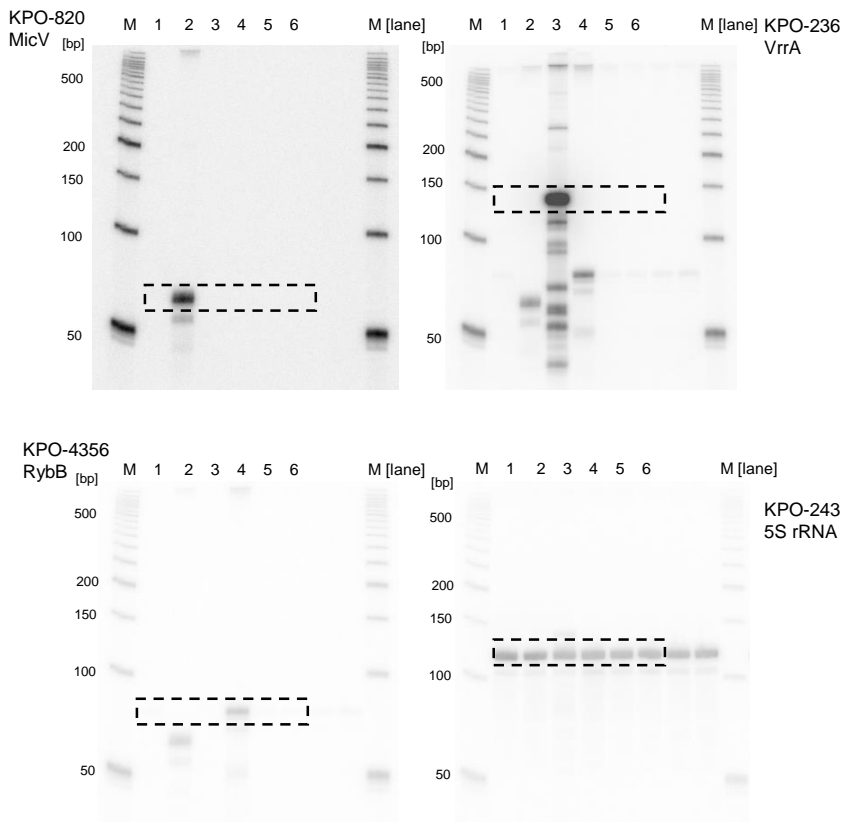 KPO-820
MicV
[bp]
M 1 2 3 4 5 6 M [lane]
500
200
150
100
50
KPO-236
VrrA
[bp]
M 1 2 3 4 5 6 M [lane]
500
200
150
100
50
KPO-4356
RybB
[bp]
M 1 2 3 4 5 6 M [lane]
500
200
150
100
50
KPO-243
5S rRNA
[bp]
M 1 2 3 4 5 6 M [lane]
500
200
150
100
50